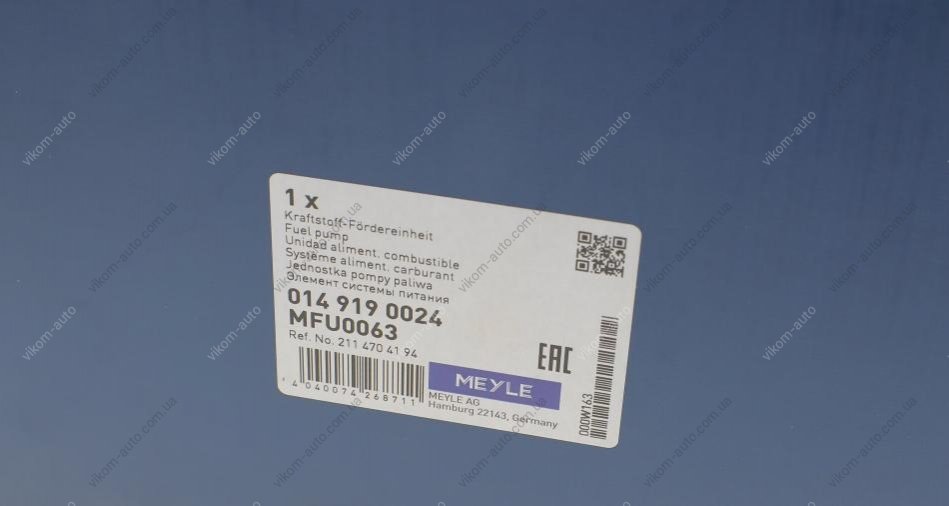 1 x
Kraftstoff-Fördereinheit
Fuel pump
Unidad aliment. combustible
Système aliment. carburant
Jednostka pompy paliwa
Элемент системы питания
014 919 0024
MFU0063
Ref. No. 211 470 41 94
4 040074 268711
EAC
MEYLE
MEYLE AG
Hamburg 22143, Germany
000W163
vikom-auto.com.ua